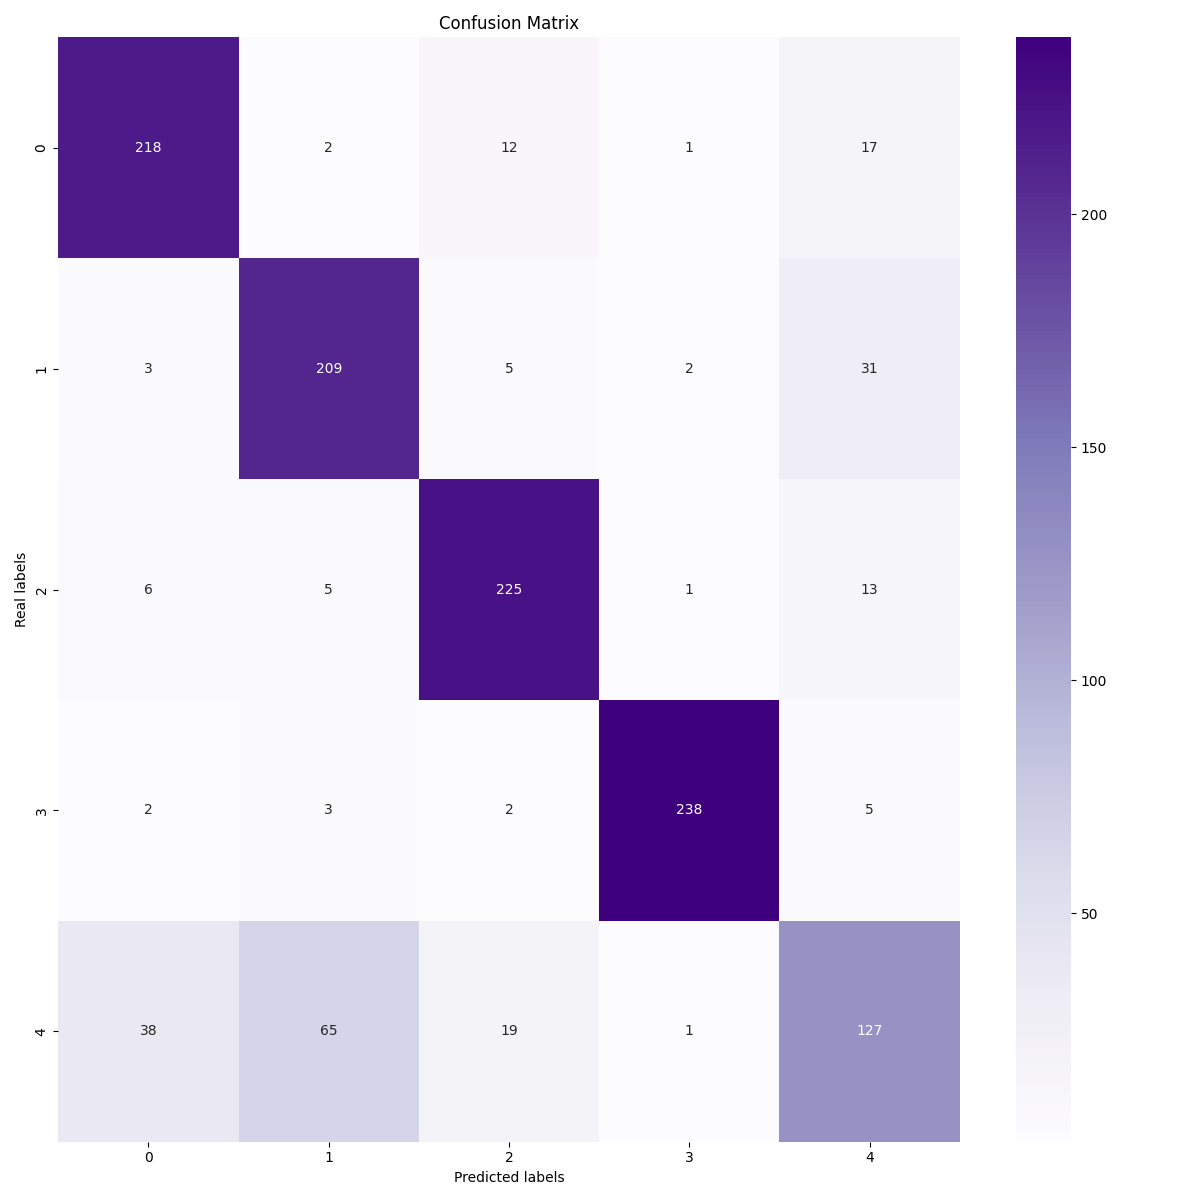 Confusion Matrix
0 218 2 12 1 17
1 3 209 5 2 31
2 6 5 225 1 13
3 2 3 2 238 5
4 38 65 19 1 127
0 1 2 3 4
Predicted labels
Real labels
200
150
100
50